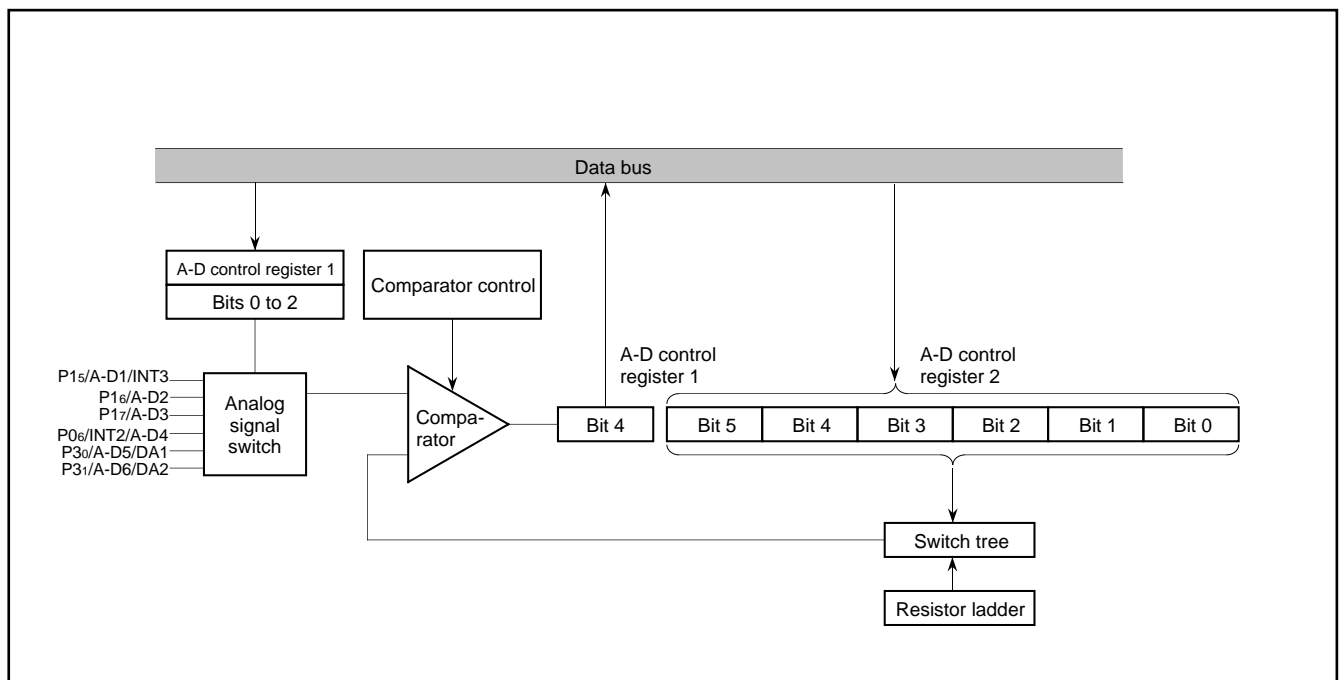 Data bus
A-D control register 1
Bits 0 to 2
Comparator control
A-D control
register 1
A-D control
register 2
P15/A-D1/INT3
P16/A-D2
P17/A-D3
P06/INT2/A-D4
P30/A-D5/DA1
P31/A-D6/DA2
Analog
signal
switch
Compa-
rator
Bit 4
Bit 5
Bit 4
Bit 3
Bit 2
Bit 1
Bit 0
Switch tree
Resistor ladder